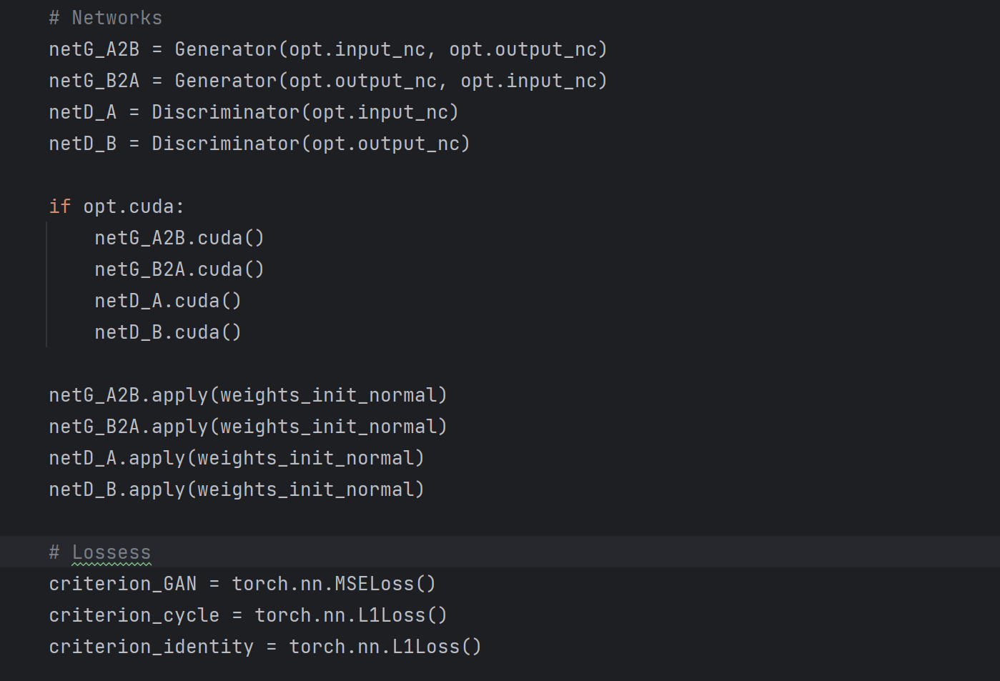 # Networks
netG_A2B = Generator(opt.input_nc, opt.output_nc)
netG_B2A = Generator(opt.output_nc, opt.input_nc)
netD_A = Discriminator(opt.input_nc)
netD_B = Discriminator(opt.output_nc)
if opt.cuda:
netG_A2B.cuda()
netG_B2A.cuda()
netD_A.cuda()
netD_B.cuda()
netG_A2B.apply(weights_init_normal)
netG_B2A.apply(weights_init_normal)
netD_A.apply(weights_init_normal)
netD_B.apply(weights_init_normal)
# Lossess
criterion_GAN = torch.nn.MSELoss()
criterion_cycle = torch.nn.L1Loss()
criterion_identity = torch.nn.L1Loss()